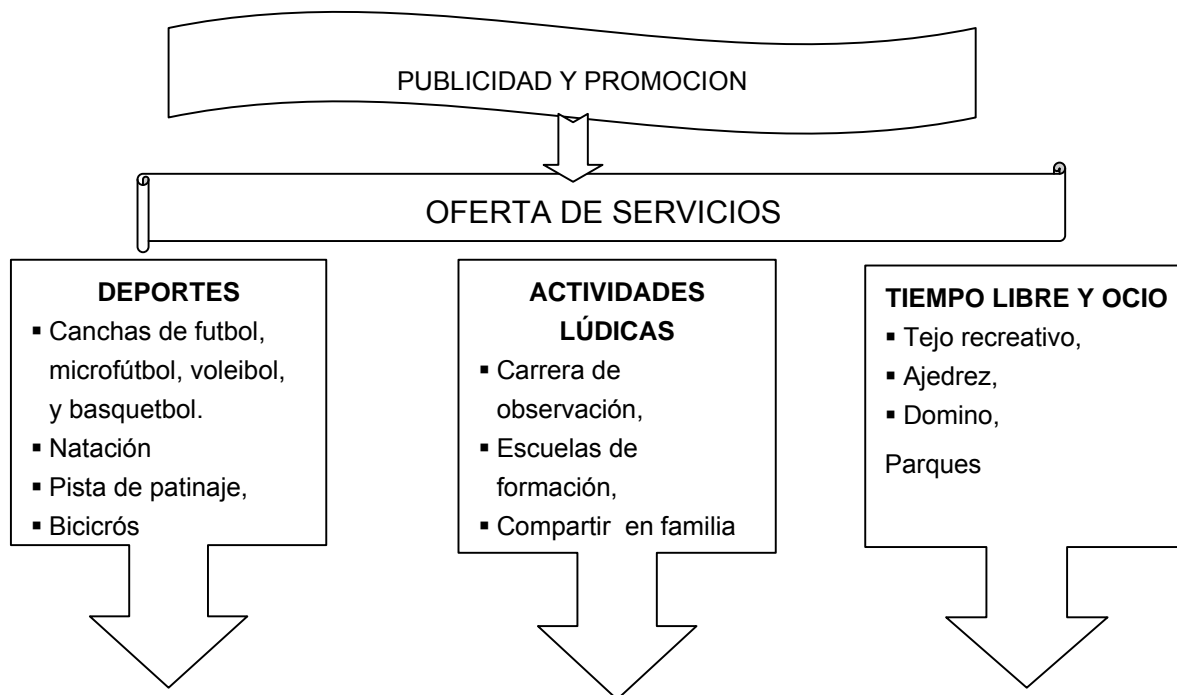 PUBLICIDAD Y PROMOCION
OFERTA DE SERVICIOS
DEPORTES
▪ Canchas de futbol,
microfútbol, voleibol,
y basquetbol.
▪ Natación
▪ Pista de patinaje,
▪ Bicicrós
ACTIVIDADES
LÚDICAS
▪ Carrera de
observación,
▪ Escuelas de
formación,
▪ Compartir en familia
TIEMPO LIBRE Y OCIO
▪ Tejo recreativo,
▪ Ajedrez,
▪ Domino,
Parques